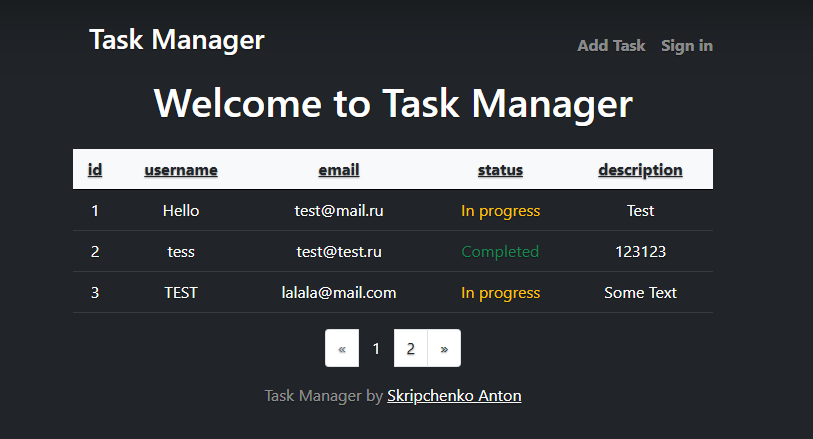 Task Manager
Add Task Sign in
Welcome to Task Manager
id username email status description
1 Hello test@mail.ru In progress Test
2 tess test@test.ru Completed 123123
3 TEST lalala@mail.com In progress Some Text
« 1 2 »
Task Manager by Skripchenko Anton